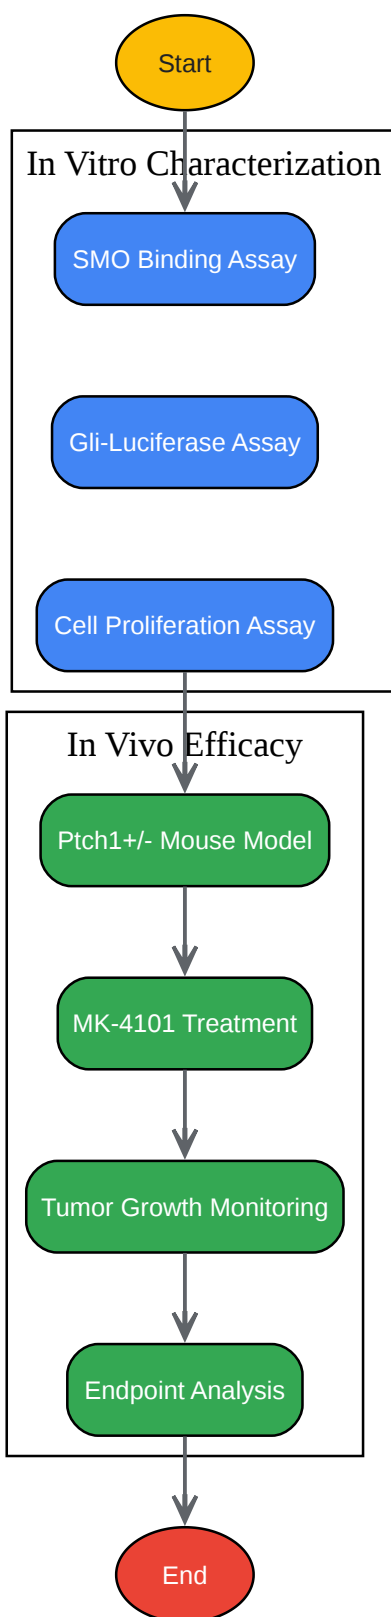 Start
In Vitro Characterization
SMO Binding Assay
Gli-Luciferase Assay
Cell Proliferation Assay
In Vivo Efficacy
Ptch1+/- Mouse Model
MK-4101 Treatment
Tumor Growth Monitoring
Endpoint Analysis
End